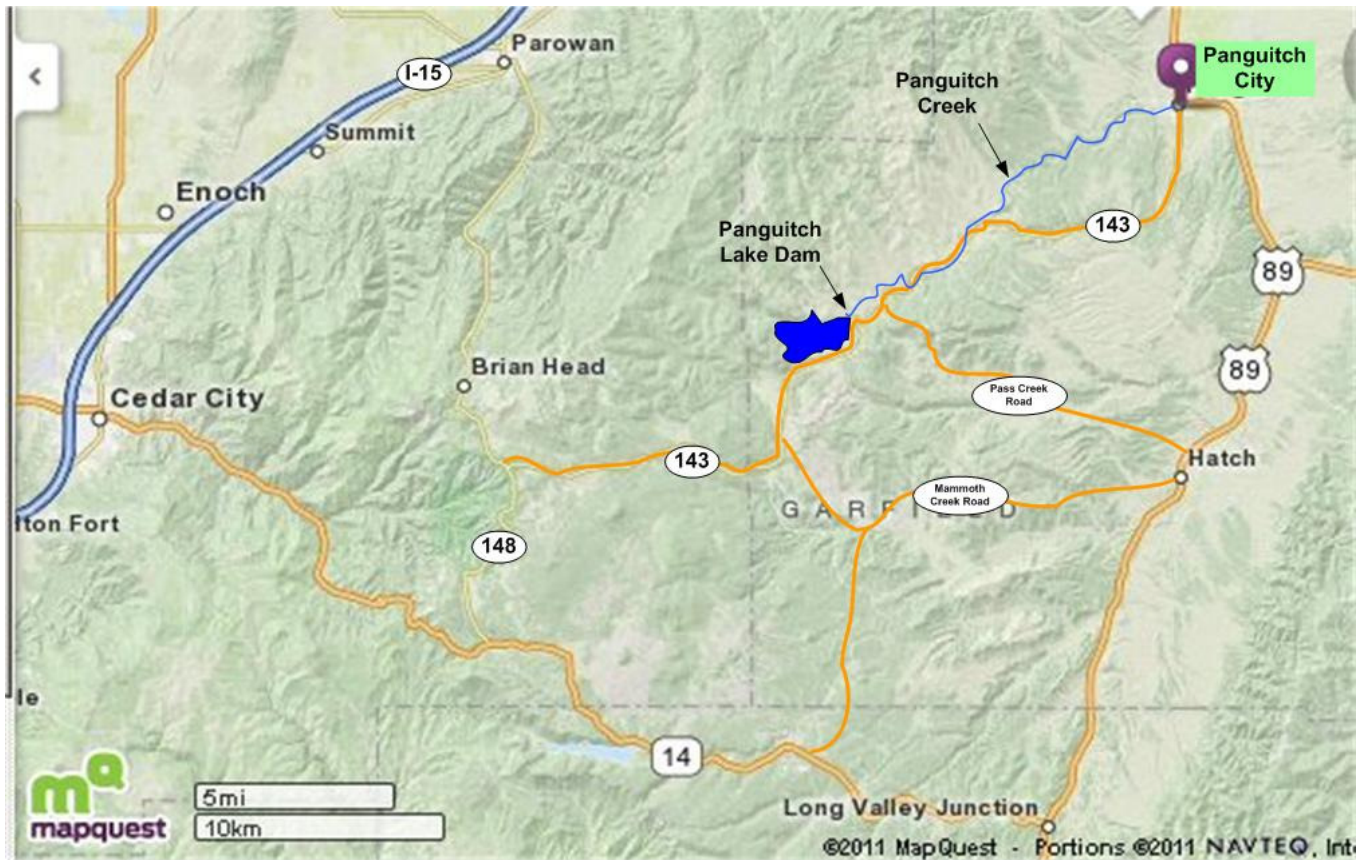 Parowan
I-15
Summit
Enoch
Panguitch
Creek
Panguitch
City
Panguitch
Lake Dam
143
89
Brian Head
Cedar City
89
Pass Creek
Road
Hatch
143
Mammoth
Creek Road
GARFIELD
lton Fort
148
le
14
mapquest
5mi
10km
Long Valley Junction
©2011 MapQuest - Portions ©2011 NAVTEQ, Int